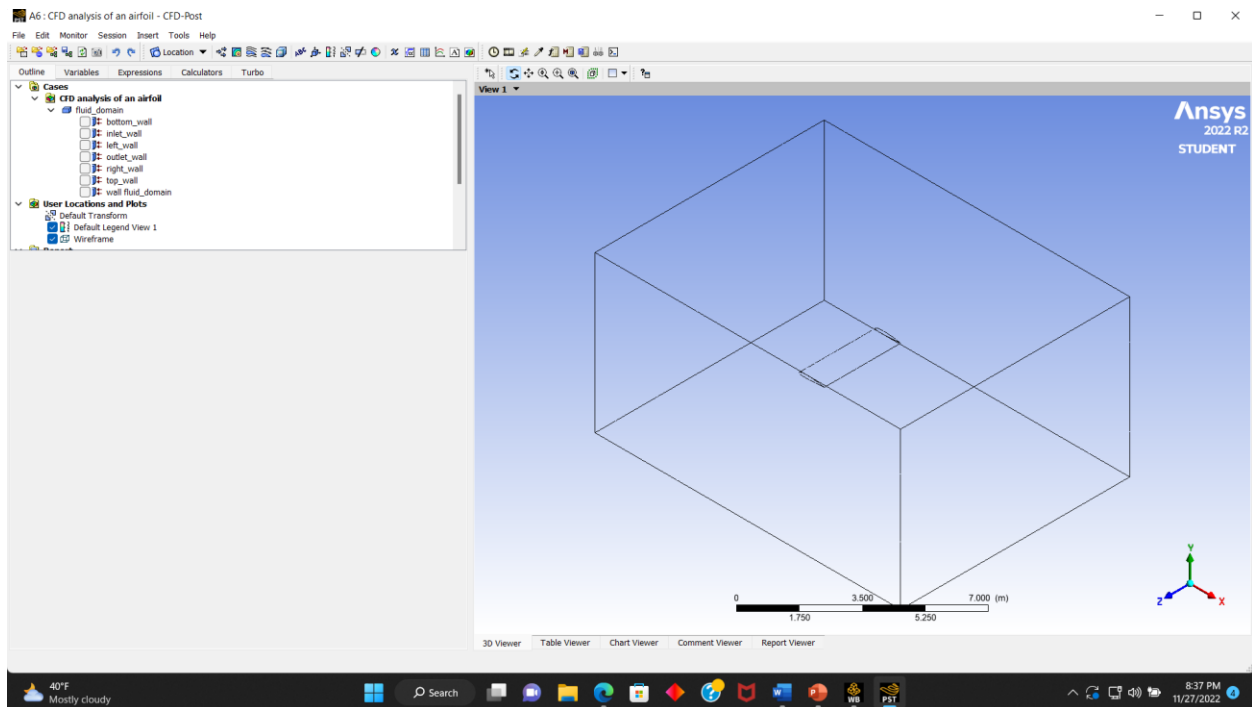 A6 : CFD analysis of an airfoil - CFD-Post
File Edit Monitor Session Insert Tools Help
Location
Outline Variables Expressions Calculators Turbo
Cases
CFD analysis of an airfoil
fluid_domain
bottom_wall
inlet_wall
left_wall
outlet_wall
right_wall
top_wall
wall fluid_domain
User Locations and Plots
Default Transform
Default Legend View 1
Wireframe
View 1
Ansys
2022 R2
STUDENT
0 3.500 7.000 (m)
1.750 5.250
Y
Z X
3D Viewer Table Viewer Chart Viewer Comment Viewer Report Viewer
40°F
Mostly cloudy
Search
WB
PST
8:37 PM
11/27/2022
4